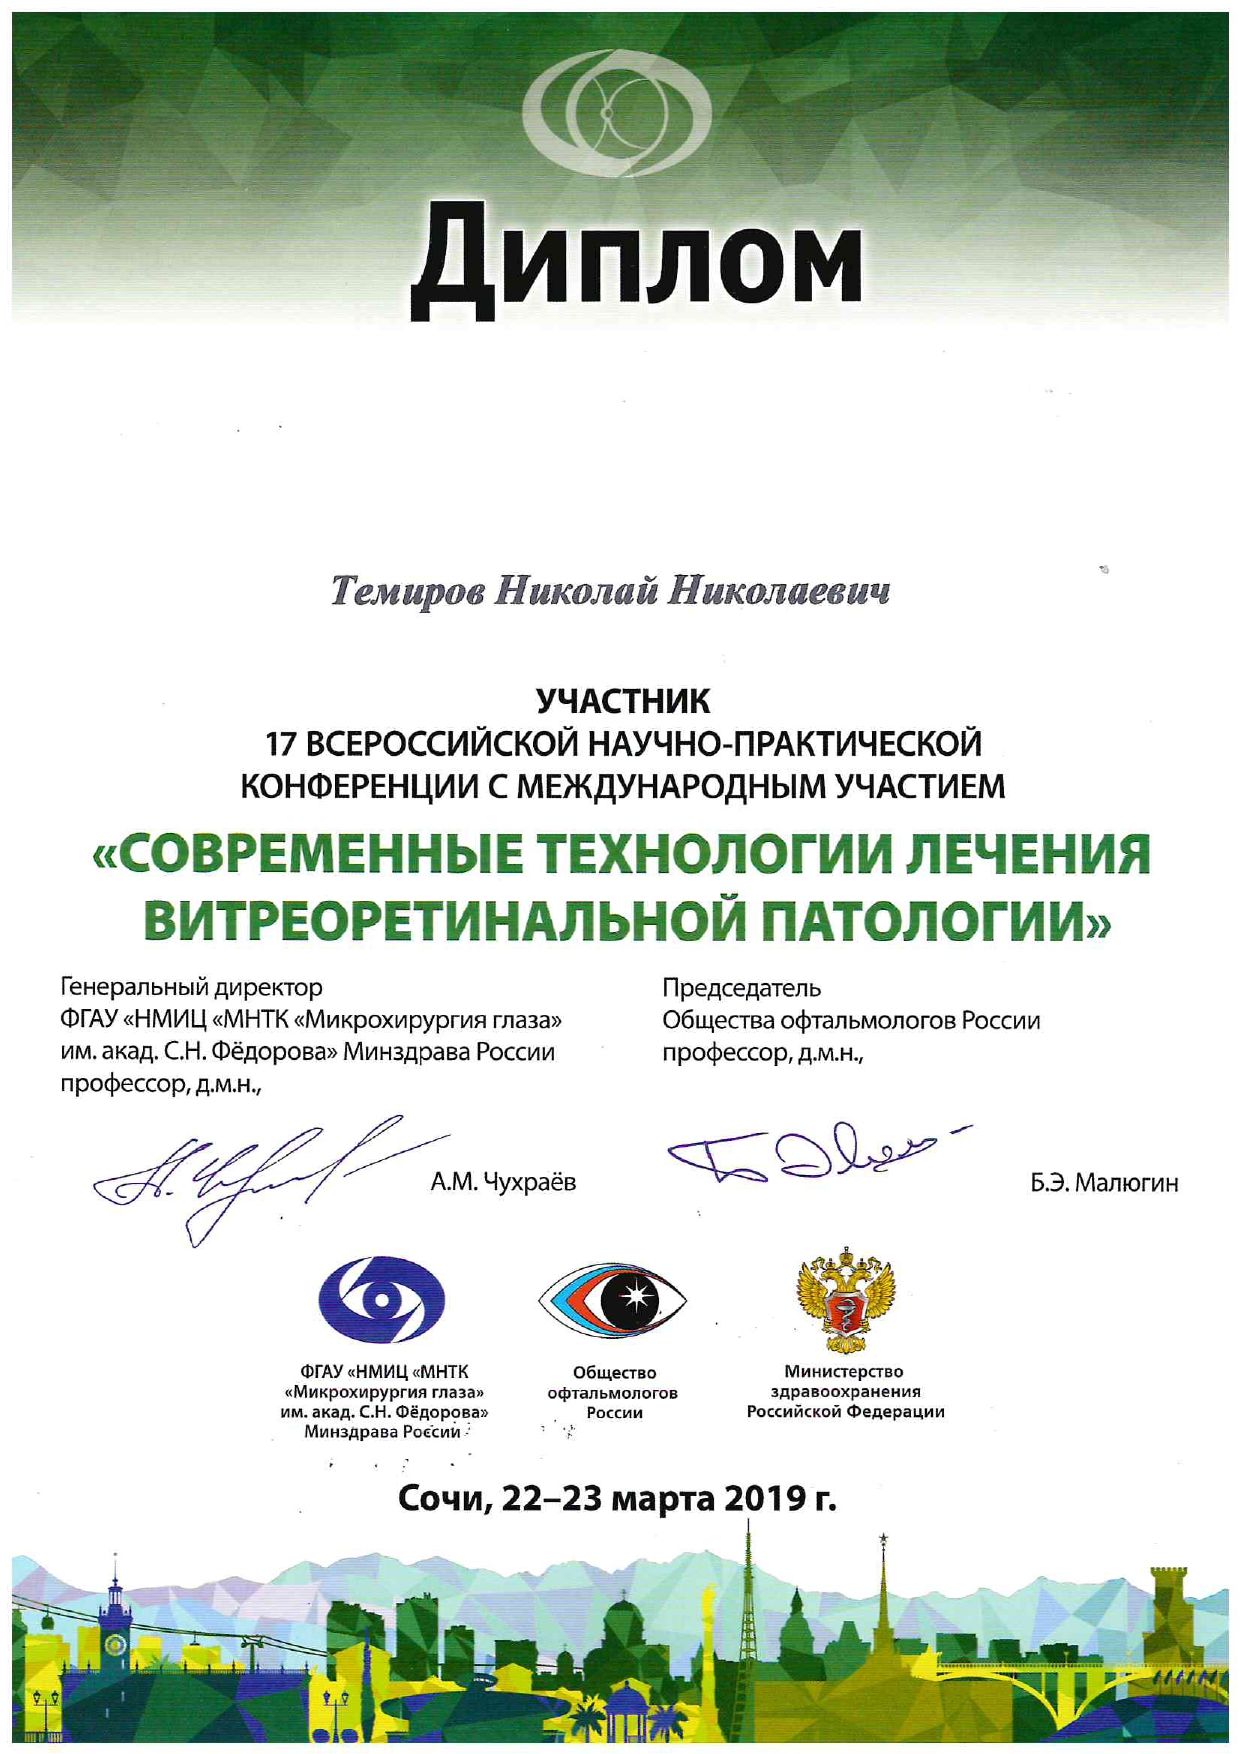 Диплом
Темиров Николай Николаевич
УЧАСТНИК
17 ВСЕРОССИЙСКОЙ НАУЧНО-ПРАКТИЧЕСКОЙ
КОНФЕРЕНЦИИ С МЕЖДУНАРОДНЫМ УЧАСТИЕМ
«СОВРЕМЕННЫЕ ТЕХНОЛОГИИ ЛЕЧЕНИЯ
ВИТРЕОРЕТИНАЛЬНОЙ ПАТОЛОГИИ»
Генеральный директор
ФГАУ «НМИЦ «МНТК «Микрохирургия глаза»
им. акад. С.Н. Фёдорова» Минздрава России
профессор, д.м.н.,
А.М. Чухраёв
Председатель
Общества офтальмологов России
профессор, д.м.н.,
Б.Э. Малюгин
ФГАУ «НМИЦ «МНТК
«Микрохирургия глаза»
им. акад. С.Н. Фёдорова»
Минздрава России
Общество
офтальмологов
России
Министерство
здравоохранения
Российской Федерации
Сочи, 22–23 марта 2019 г.